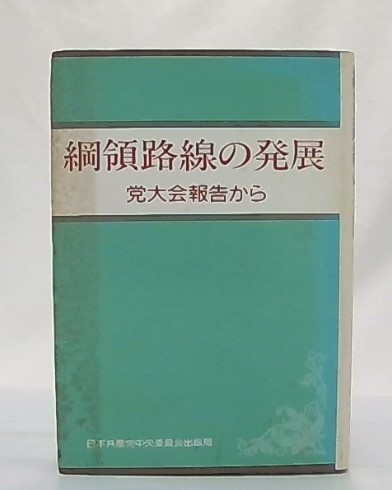 綱領路線の発展
党大会報告から
日本共産党中央委員会出版局